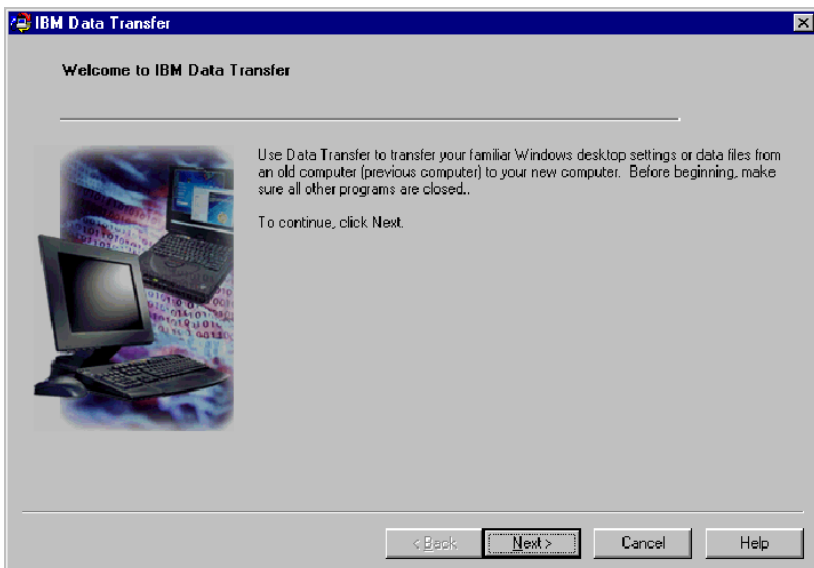 IBM Data Transfer
Welcome to IBM Data Transfer
Use Data Transfer to transfer your familiar Windows desktop settings or data files from
an old computer (previous computer) to your new computer. Before beginning, make
sure all other programs are closed..
To continue, click Next.
< Back
Next >
Cancel
Help